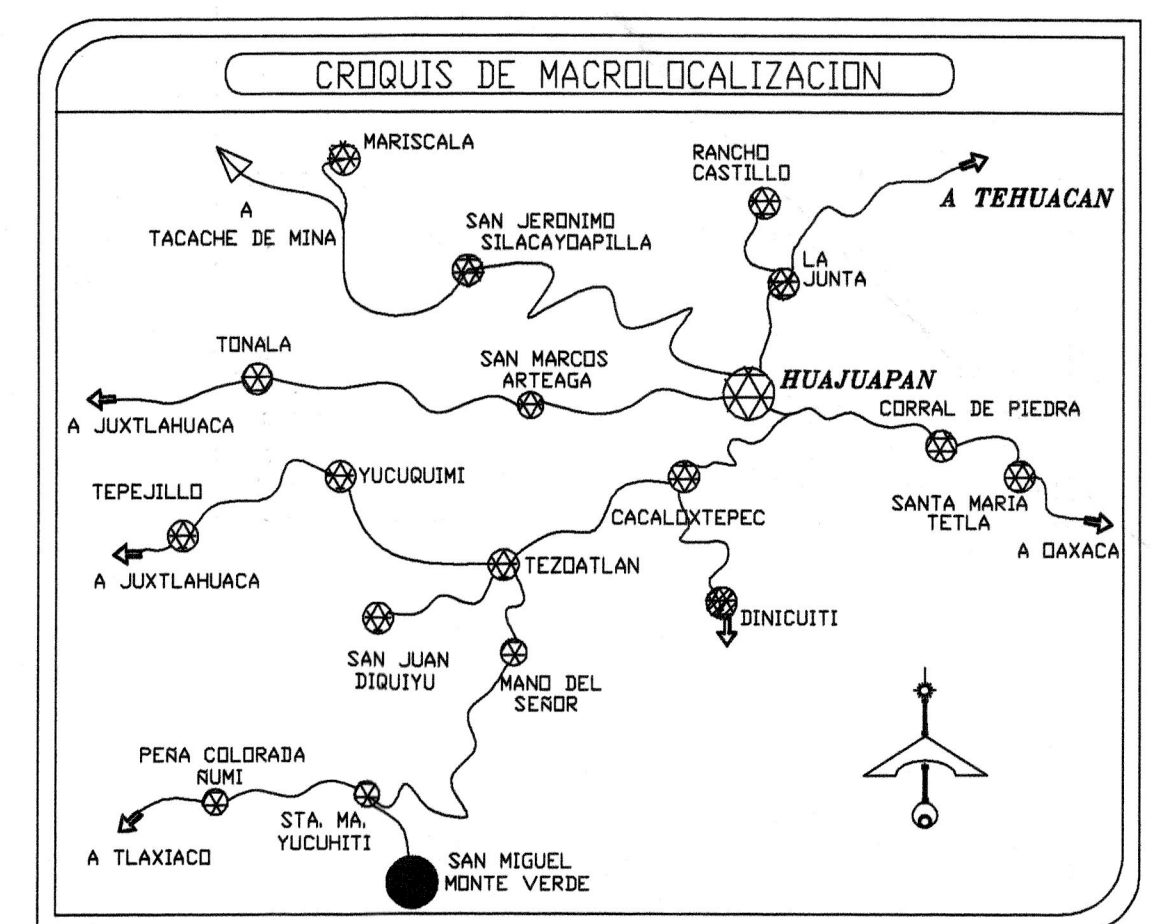 CROQUIS DE MACROLOCALIZACION
MARISCALA
RANCHO
CASTILLO
A TEHUACAN
A
TACACHE DE MINA
SAN JERONIMO
SILACAYOAPILLA
LA
JUNTA
TONALA
SAN MARCOS
ARTEAGA
HUAJUAPAN
A JUXTLAHUACA
CORRAL DE PIEDRA
TEPEJILLO
YUCUQUIMI
CACALOXTEPEC
SANTA MARIA
TETLA
A OAXACA
A JUXTLAHUACA
TEZOATLAN
DINICUITI
SAN JUAN
DIQUIYU
MANO DEL
SEÑOR
PEÑA COLORADA
ÑUMI
STA. MA.
YUCUHITI
A TLAXIACO
SAN MIGUEL
MONTE VERDE